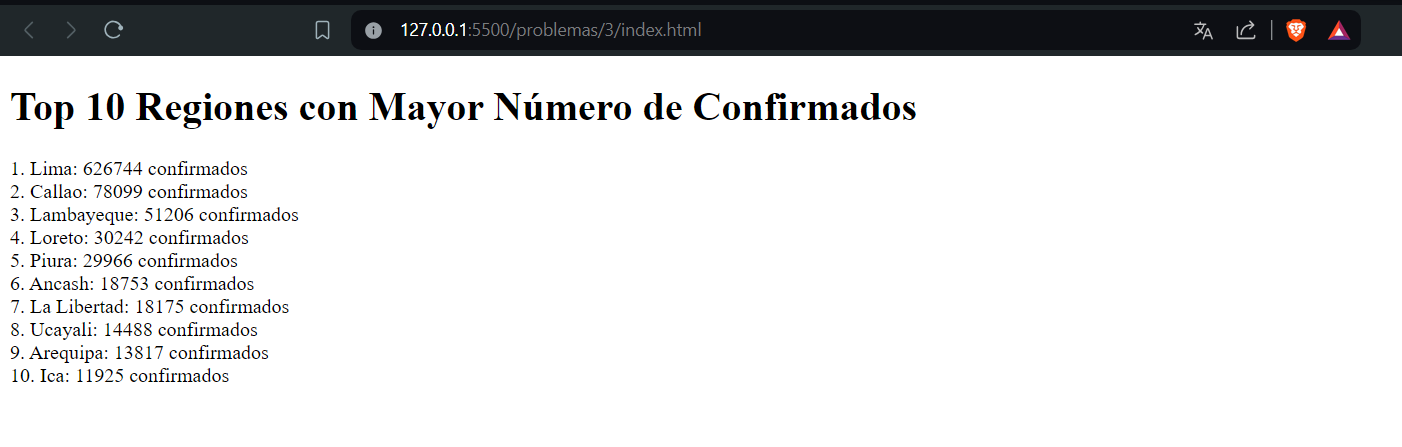 127.0.0.1:5500/problemas/3/index.html
Top 10 Regiones con Mayor Número de Confirmados
1. Lima: 626744 confirmados
2. Callao: 78099 confirmados
3. Lambayeque: 51206 confirmados
4. Loreto: 30242 confirmados
5. Piura: 29966 confirmados
6. Ancash: 18753 confirmados
7. La Libertad: 18175 confirmados
8. Ucayali: 14488 confirmados
9. Arequipa: 13817 confirmados
10. Ica: 11925 confirmados